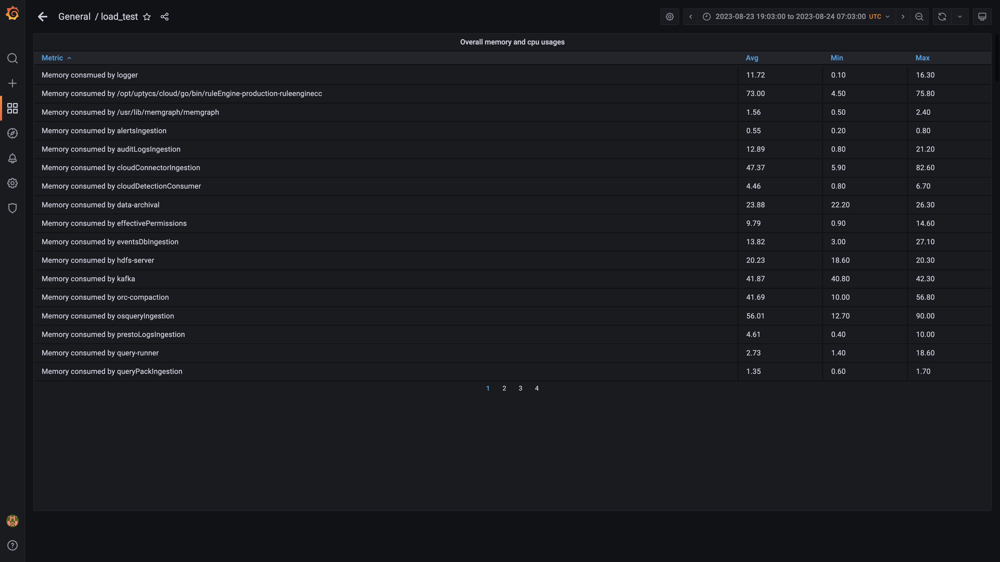 General / load_test
2023-08-23 19:03:00 to 2023-08-24 07:03:00 UTC
Overall memory and cpu usages
Metric Avg Min Max
Memory consmued by logger 11.72 0.10 16.30
Memory consumed by /opt/uptycs/cloud/go/bin/ruleEngine-production-ruleenginecc 73.00 4.50 75.80
Memory consumed by /usr/lib/memgraph/memgraph 1.56 0.50 2.40
Memory consumed by alertsIngestion 0.55 0.20 0.80
Memory consumed by auditLogsIngestion 12.89 0.80 21.20
Memory consumed by cloudConnectorIngestion 47.37 5.90 82.60
Memory consumed by cloudDetectionConsumer 4.46 0.80 6.70
Memory consumed by data-archival 23.88 22.20 26.30
Memory consumed by effectivePermissions 9.79 0.90 14.60
Memory consumed by eventsDbIngestion 13.82 3.00 27.10
Memory consumed by hdfs-server 20.23 18.60 20.30
Memory consumed by kafka 41.87 40.80 42.30
Memory consumed by orc-compaction 41.69 10.00 56.80
Memory consumed by osqueryIngestion 56.01 12.70 90.00
Memory consumed by prestoLogsIngestion 4.61 0.40 10.00
Memory consumed by query-runner 2.73 1.40 18.60
Memory consumed by queryPackIngestion 1.35 0.60 1.70
1 2 3 4